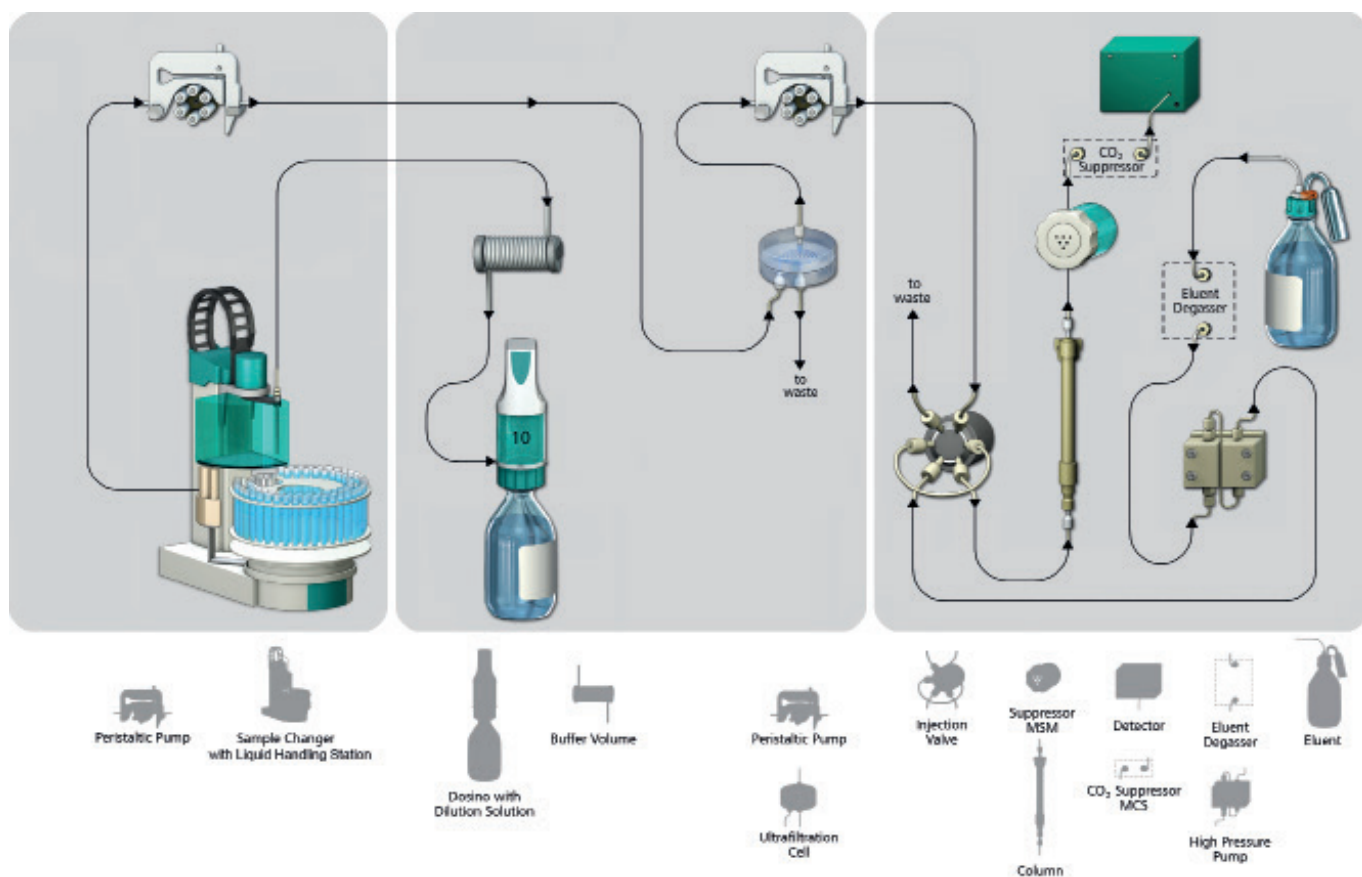 CO₂
Suppressor
to
waste
Eluent
Degasser
to
waste
10
Peristaltic Pump
Sample Changer
with Liquid Handling Station
Dosino with
Dilution Solution
Buffer Volume
Peristaltic Pump
Ultrafiltration
Cell
Injection
Valve
Suppressor
MSM
Column
Detector
CO₂ Suppressor
MCS
Eluent
Degasser
High Pressure
Pump
Eluent